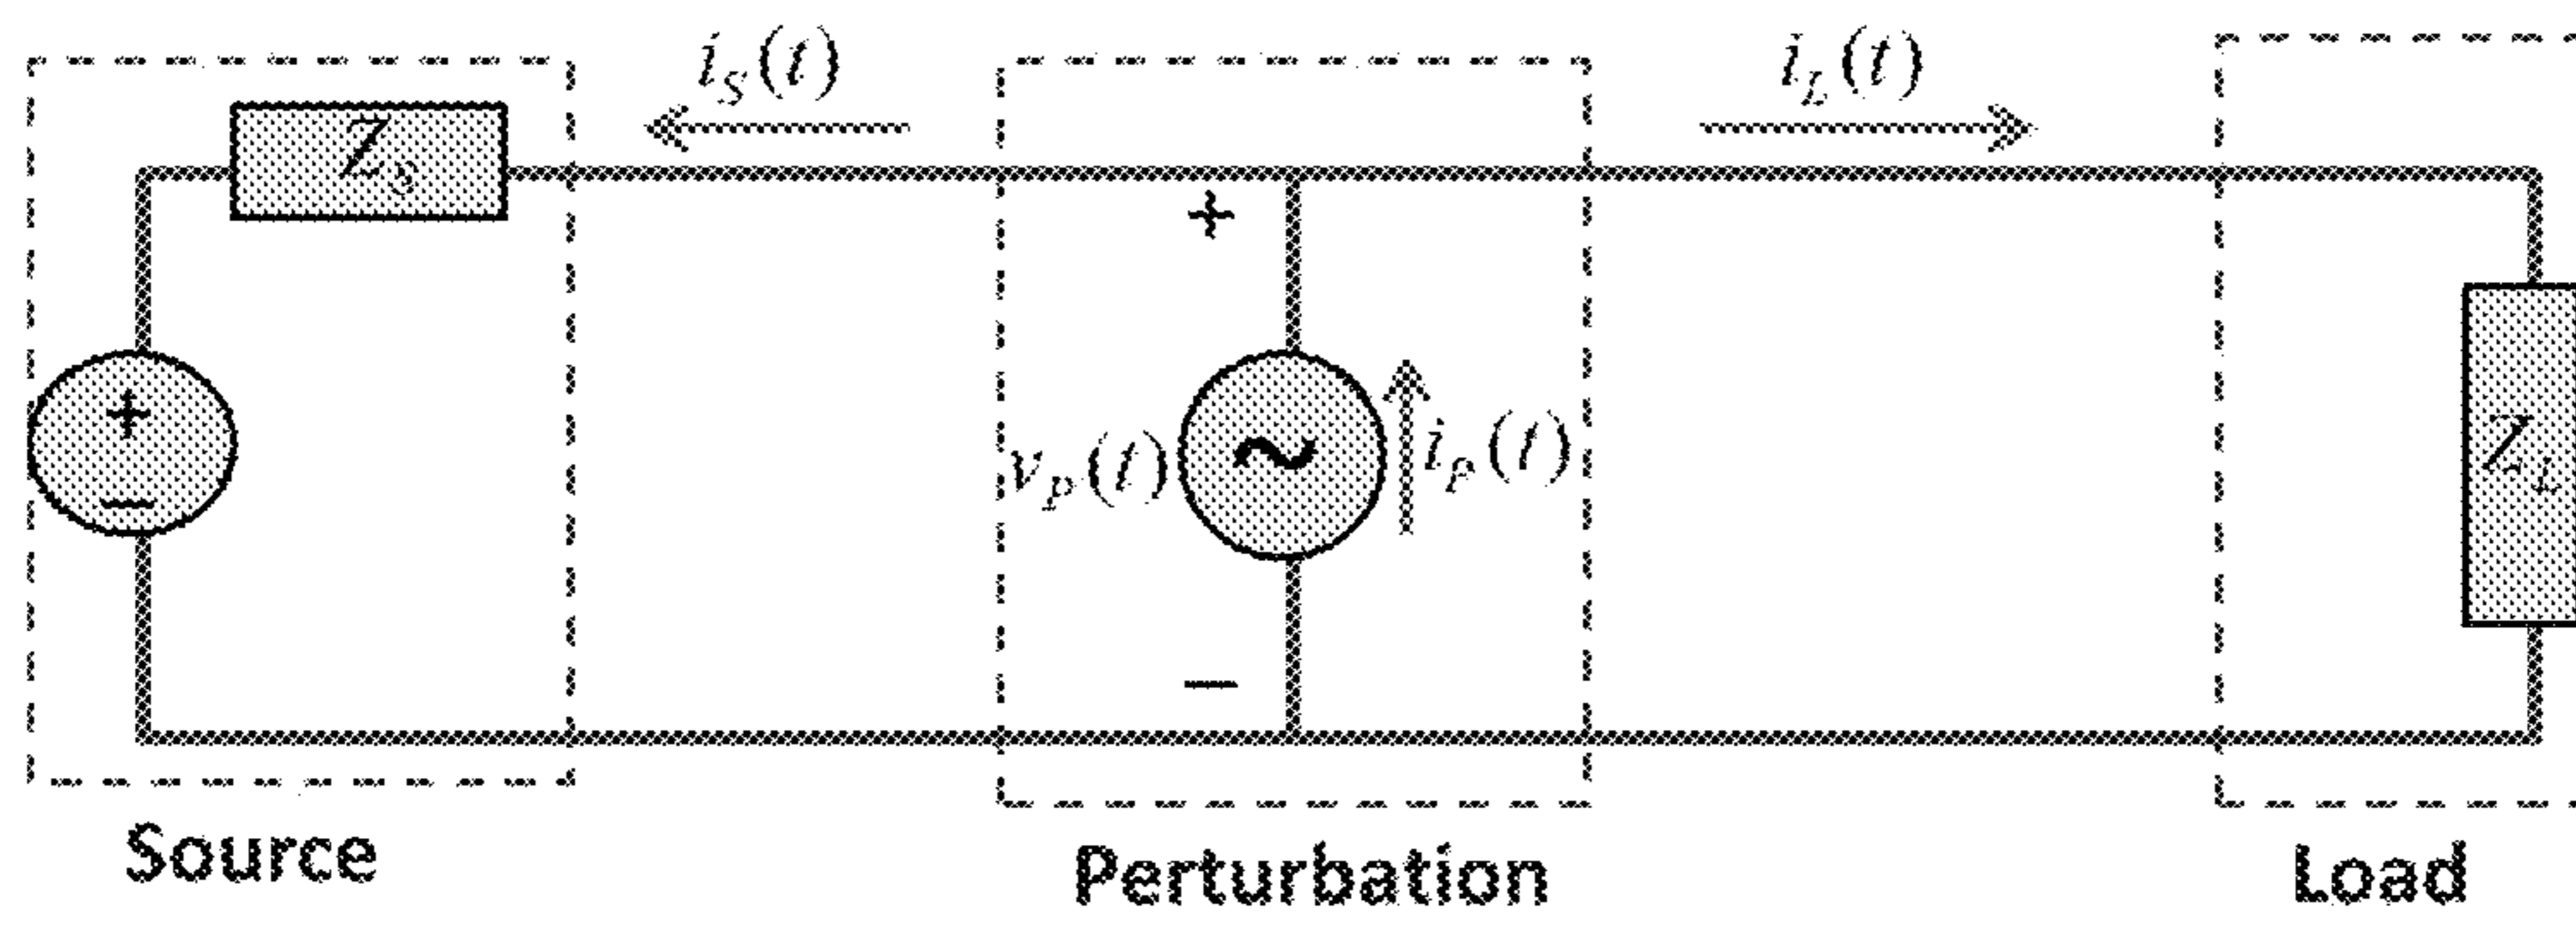 i_S(t)
i_L(t)
Z_S
+
+
−
v_P(t)
~
i_P(t)
Z_L
−
Source
Perturbation
Load